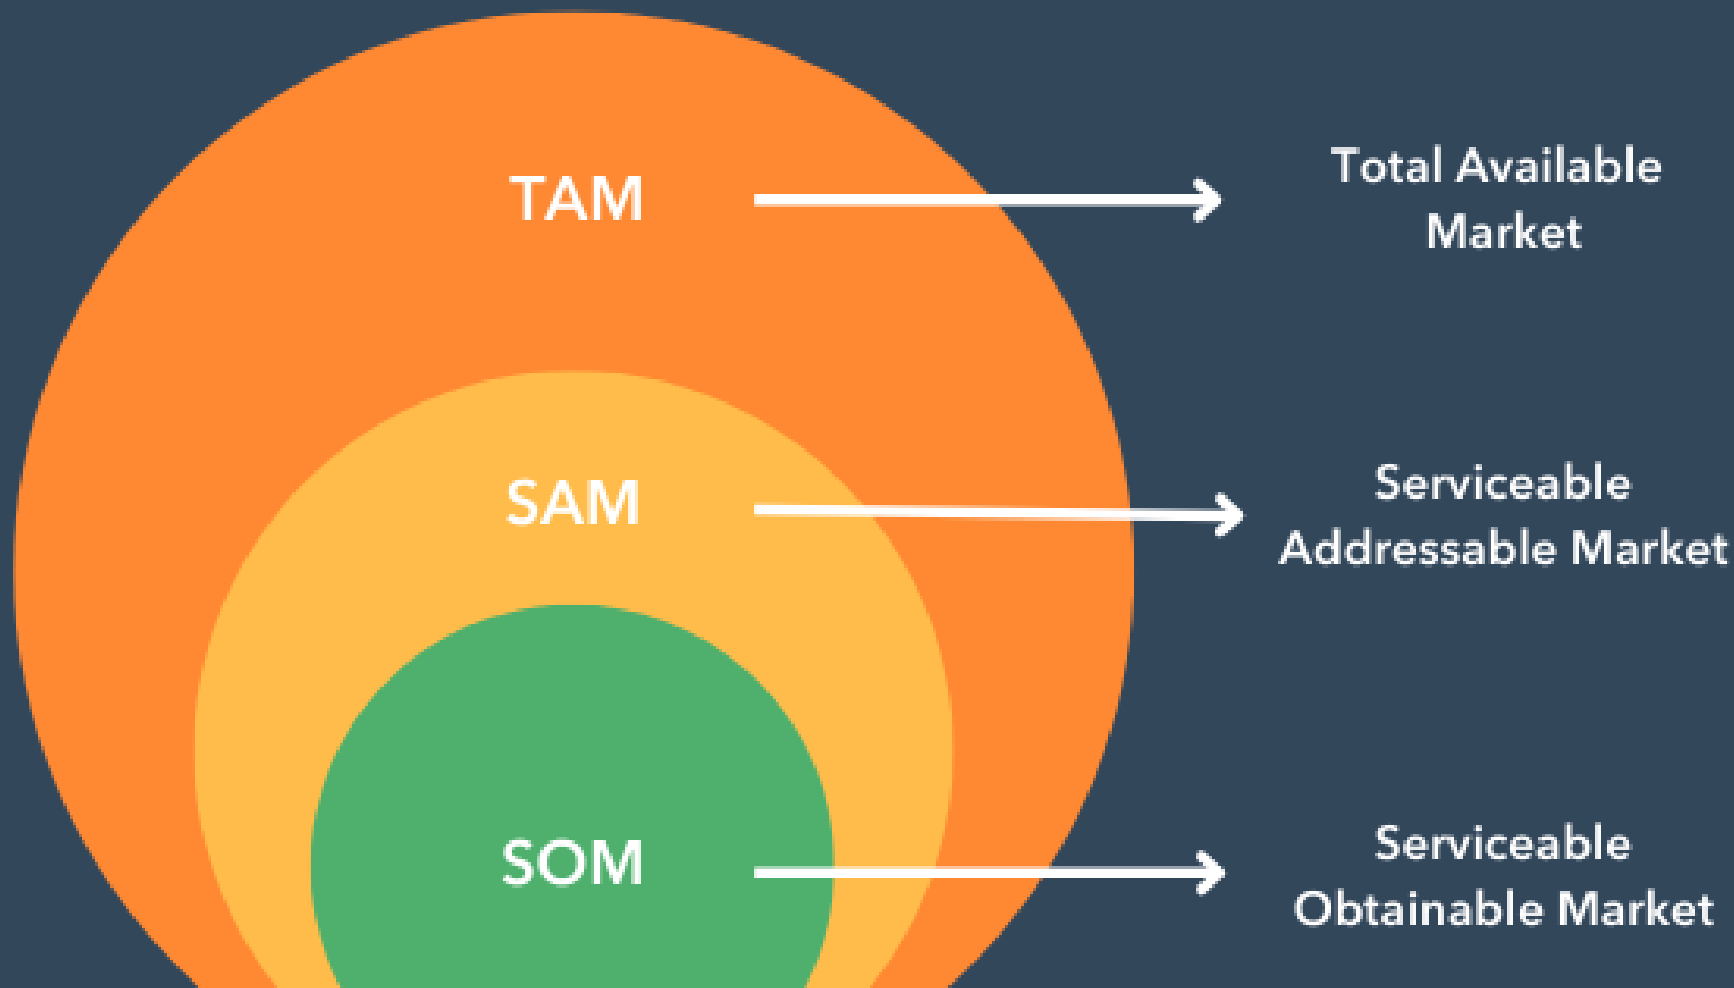 TAM
Total Available
Market
SAM
Serviceable
Addressable Market
SOM
Serviceable
Obtainable Market